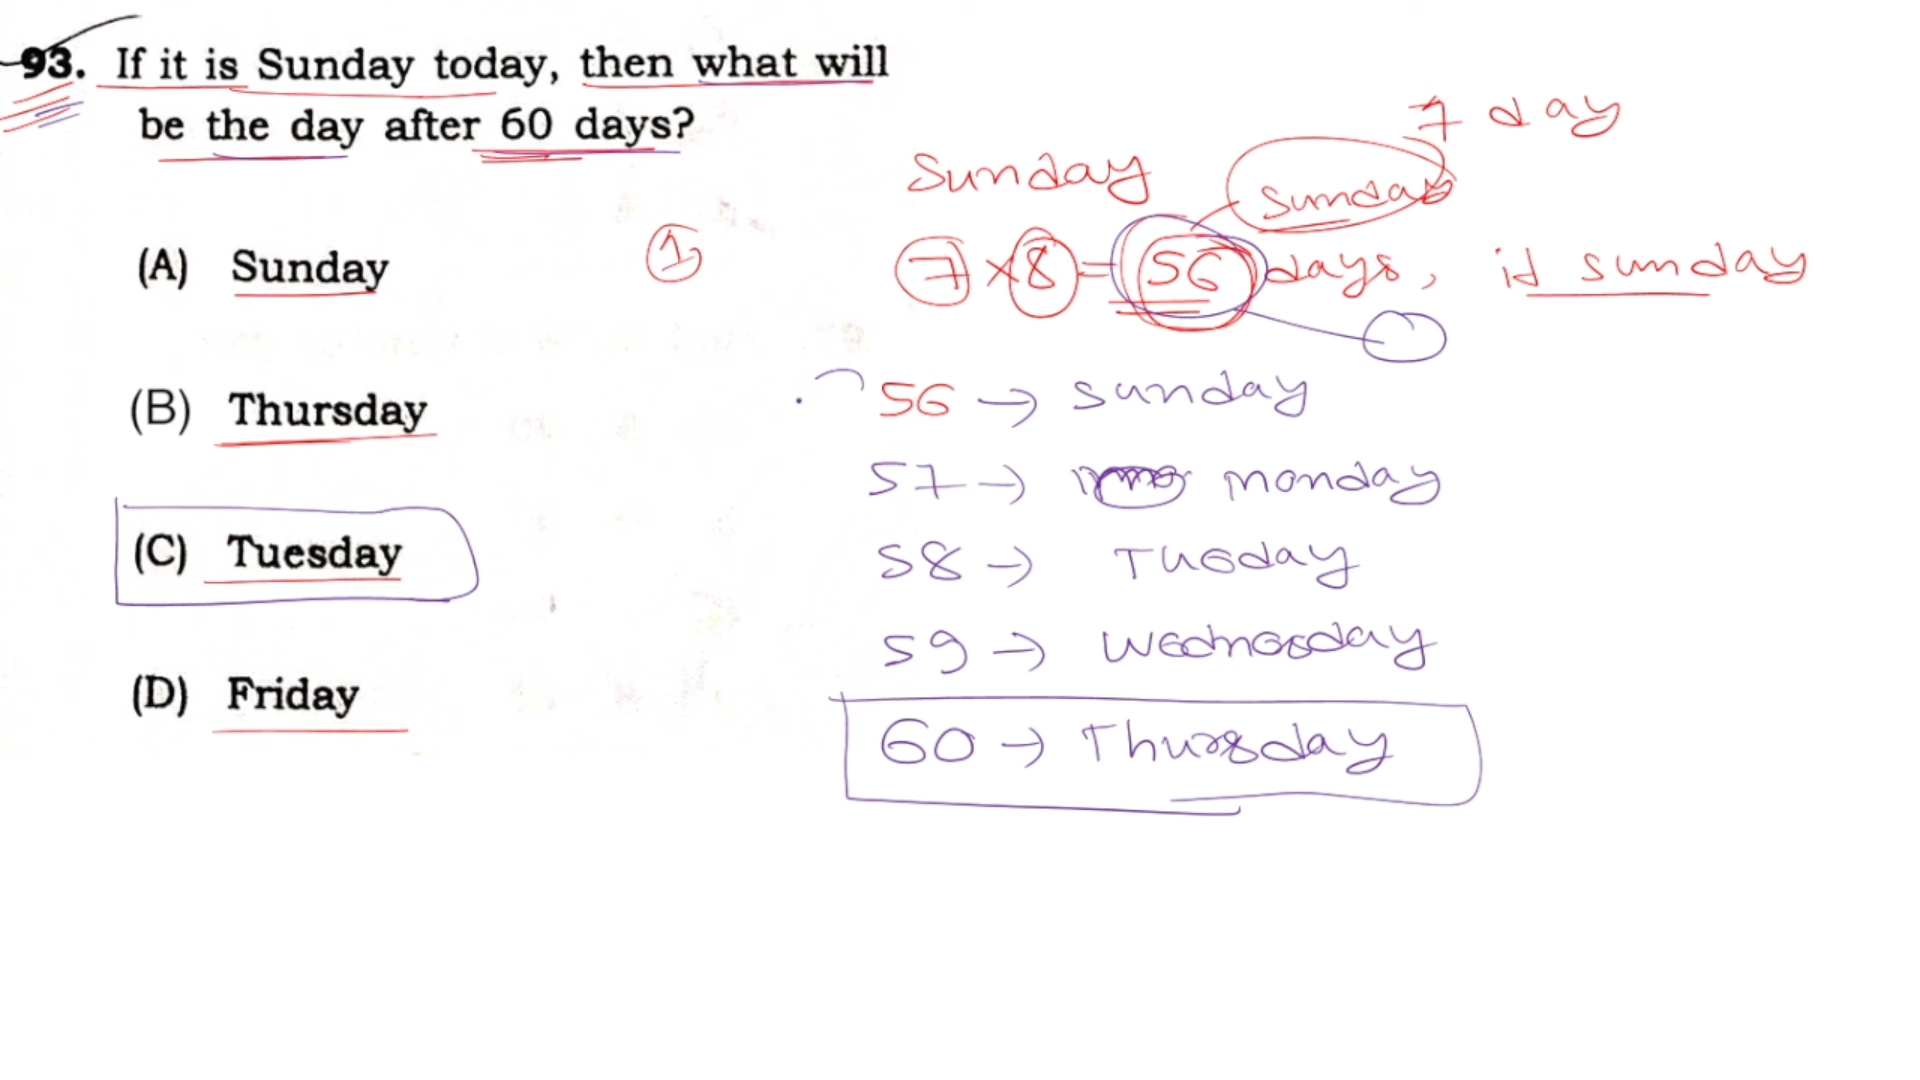 93. If it is Sunday today, then what will
be the day after 60 days?
(A) Sunday
(B) Thursday
(C) Tuesday
(D) Friday
7 day
Sunday
Sunday
1
7 × 8 = 56 days, is sunday
56 → Sunday
57 → monday
58 → Tusday
59 → Wednesday
60 → Thursday